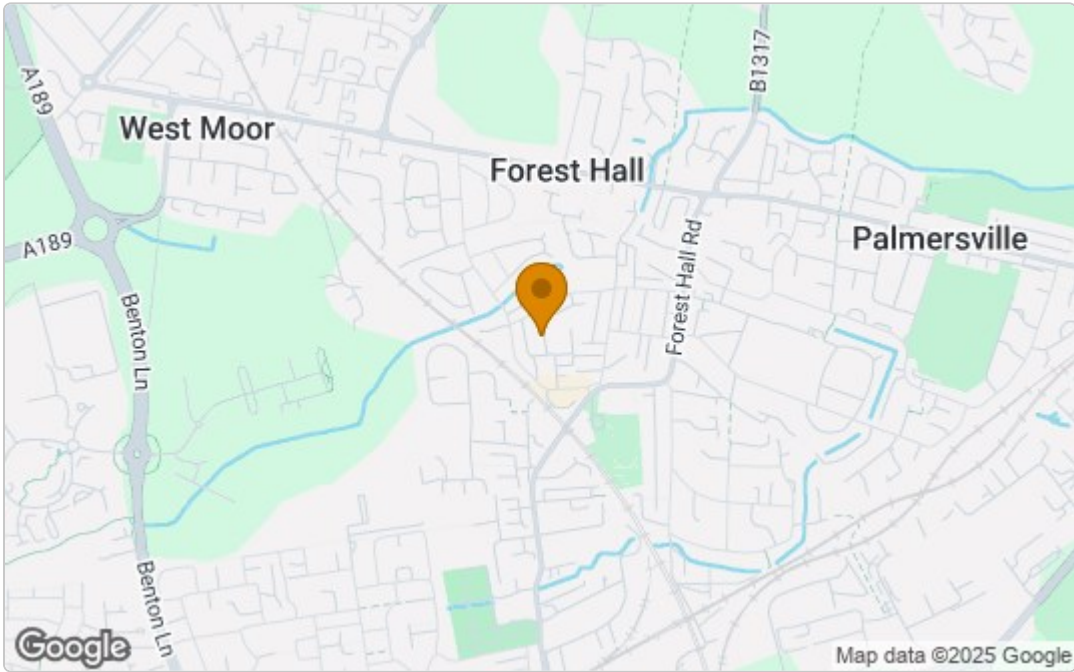 B1317
A189
West Moor
Forest Hall
A189
Forest Hall Rd
Palmersville
Benton Ln
Benton Ln
Google
Map data ©2025 Google